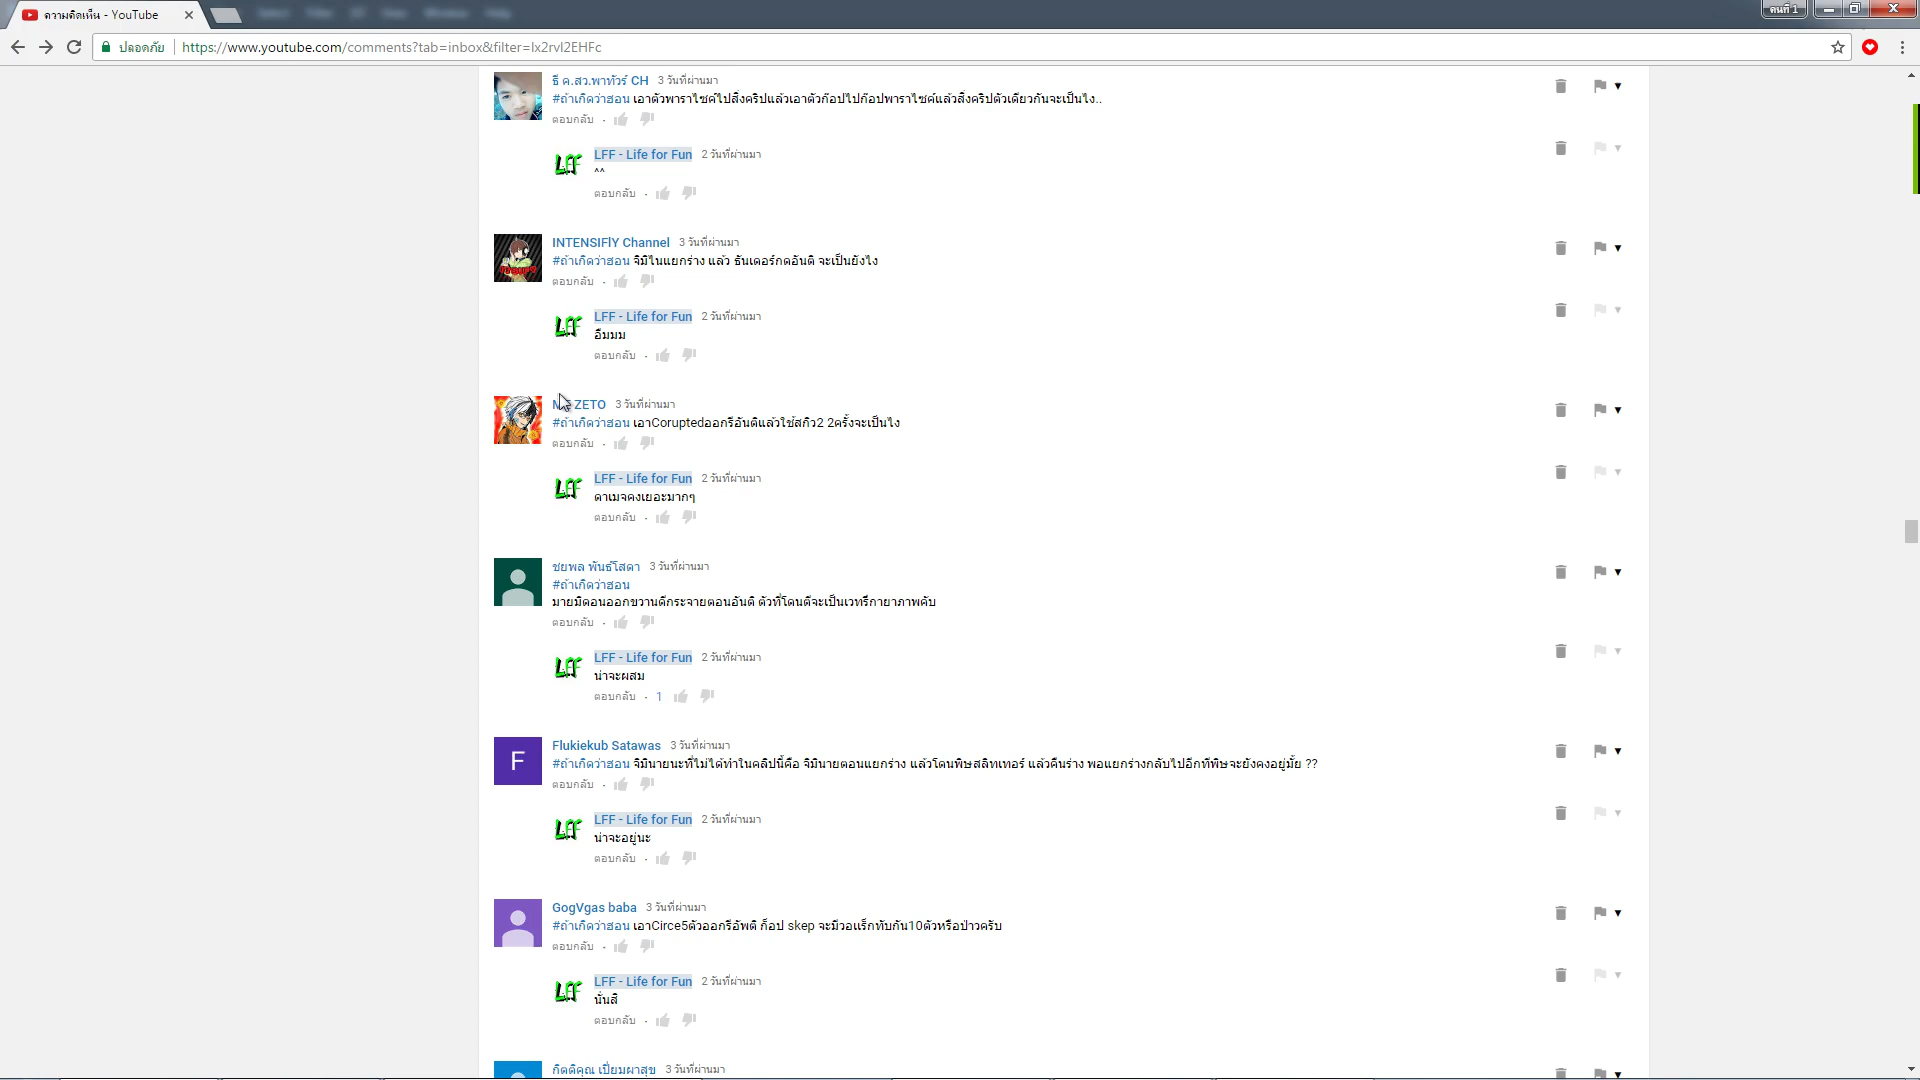 ความคิดเห็น - YouTube
คนที่ 1
ปลอดภัย
https://www.youtube.com/comments?tab=inbox&filter=lx2rvl2EHFc
ธี ค.สว.พาทัวร์ CH 3 วันที่ผ่านมา
#ถ้าเกิดว่าฮอน เอาตัวพาราไซค์ไปสิ่งคริปแล้วเอาตัวก๊อปไปก๊อปพาราไซค์แล้วสิ่งคริปตัวเดียวกันจะเป็นไง..
ตอบกลับ
LFF - Life for Fun 2 วันที่ผ่านมา
^^
ตอบกลับ
INTENSIFlY Channel 3 วันที่ผ่านมา
#ถ้าเกิดว่าฮอน จิมิไนแยกร่าง แล้ว ธันเดอร์กดอันติ จะเป็นยังไง
ตอบกลับ
LFF - Life for Fun 2 วันที่ผ่านมา
อืมมม
ตอบกลับ
ZETO 3 วันที่ผ่านมา
#ถ้าเกิดว่าฮอน เอาCoruptedออกรีอันติแล้วใช้สกิว2 2ครั้งจะเป็นไง
ตอบกลับ
LFF - Life for Fun 2 วันที่ผ่านมา
ดาเมจคงเยอะมากๆ
ตอบกลับ
ชยพล พันธ์โสดา 3 วันที่ผ่านมา
#ถ้าเกิดว่าฮอน
มายมิดอนออกขวานดีกระจายตอนอันติ ตัวที่โดนดีจะเป็นเวทรึกายาภาพคับ
ตอบกลับ
LFF - Life for Fun 2 วันที่ผ่านมา
น่าจะผสม
ตอบกลับ 1
F
Flukiekub Satawas 3 วันที่ผ่านมา
#ถ้าเกิดว่าฮอน จิมินายนะที่ไม่ได้ทำในคลิปนี้คือ จิมินายตอนแยกร่าง แล้วโดนพิษสลิทเทอร์ แล้วคืนร่าง พอแยกร่างกลับไปอีกทีพิษจะยังคงอยู่มั้ย ??
ตอบกลับ
LFF - Life for Fun 2 วันที่ผ่านมา
น่าจะอยู่นะ
ตอบกลับ
GogVgas baba 3 วันที่ผ่านมา
#ถ้าเกิดว่าฮอน เอาCirce5ตัวออกรีอัพติ ก็อป skep จะมีวอแร็กทับกัน10ตัวหรือป่าวครับ
ตอบกลับ
LFF - Life for Fun 2 วันที่ผ่านมา
นั่นสิ
ตอบกลับ
กิตติคุณ เปี่ยมผาสุข 3 วันที่ผ่านมา